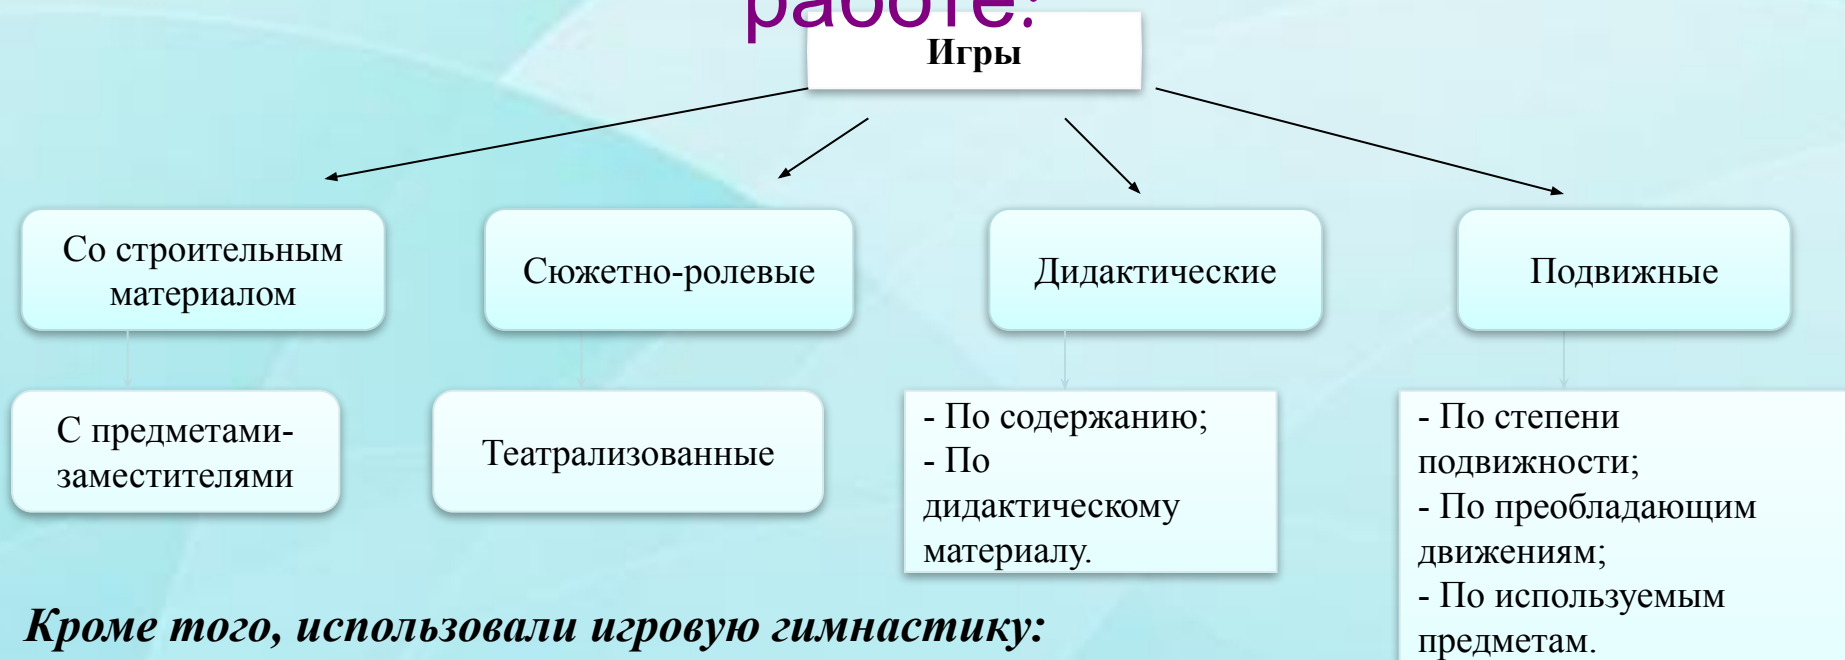 работе:
Игры
Со строительным
материалом
Сюжетно-ролевые
Дидактические
Подвижные
С предметами-
заместителями
Театрализованные
- По содержанию;
- По
дидактическому
материалу.
- По степени
подвижности;
- По преобладающим
движениям;
- По используемым
предметам.
Кроме того, использовали игровую гимнастику: